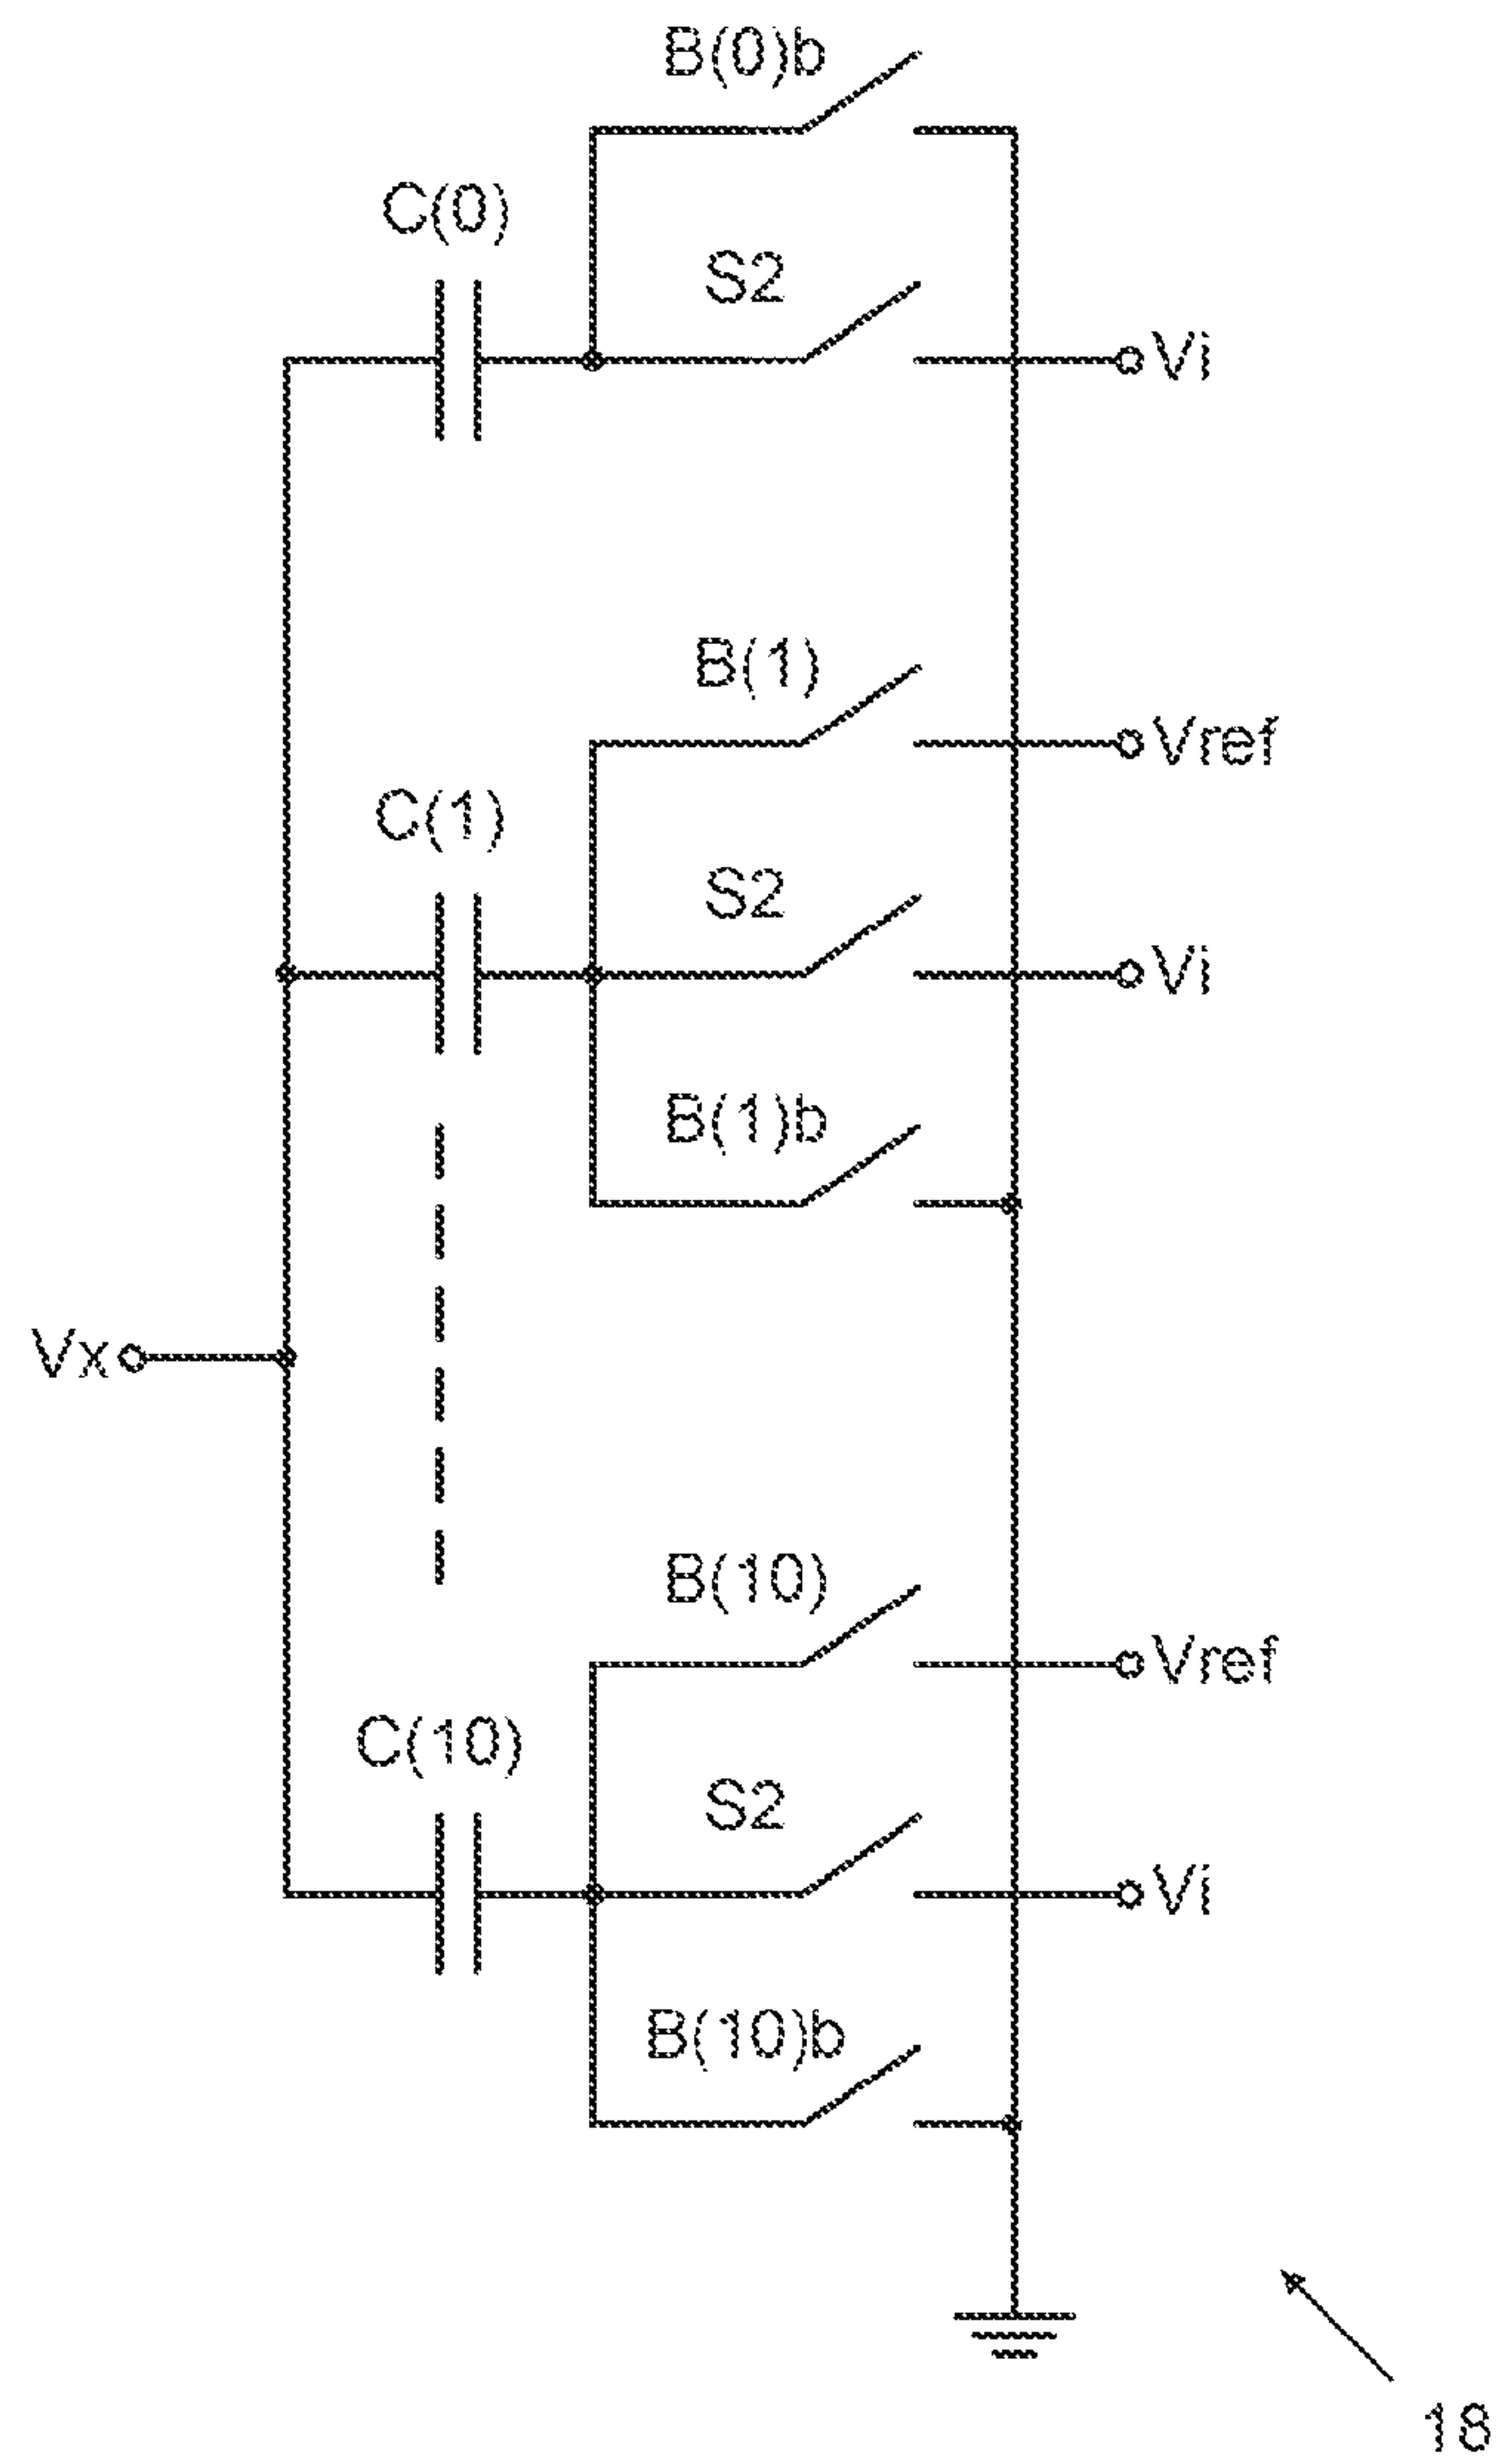 B(0)b
C(0)
S2
Vi
B(1)
Vref
C(1)
S2
Vi
B(1)b
Vx
B(10)
Vref
C(10)
S2
Vi
B(10)b
18